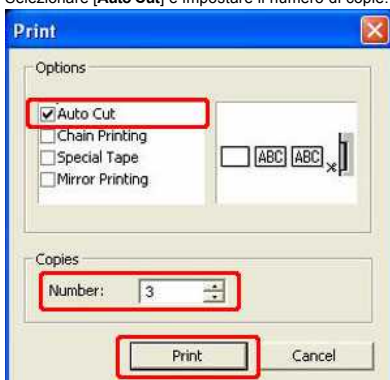 Selezionare [Auto Cut] e impostare il numero di copie.
Print
Options
Auto Cut
Chain Printing
Special Tape
Mirror Printing
ABC ABC
Copies
Number: 3
Print Cancel